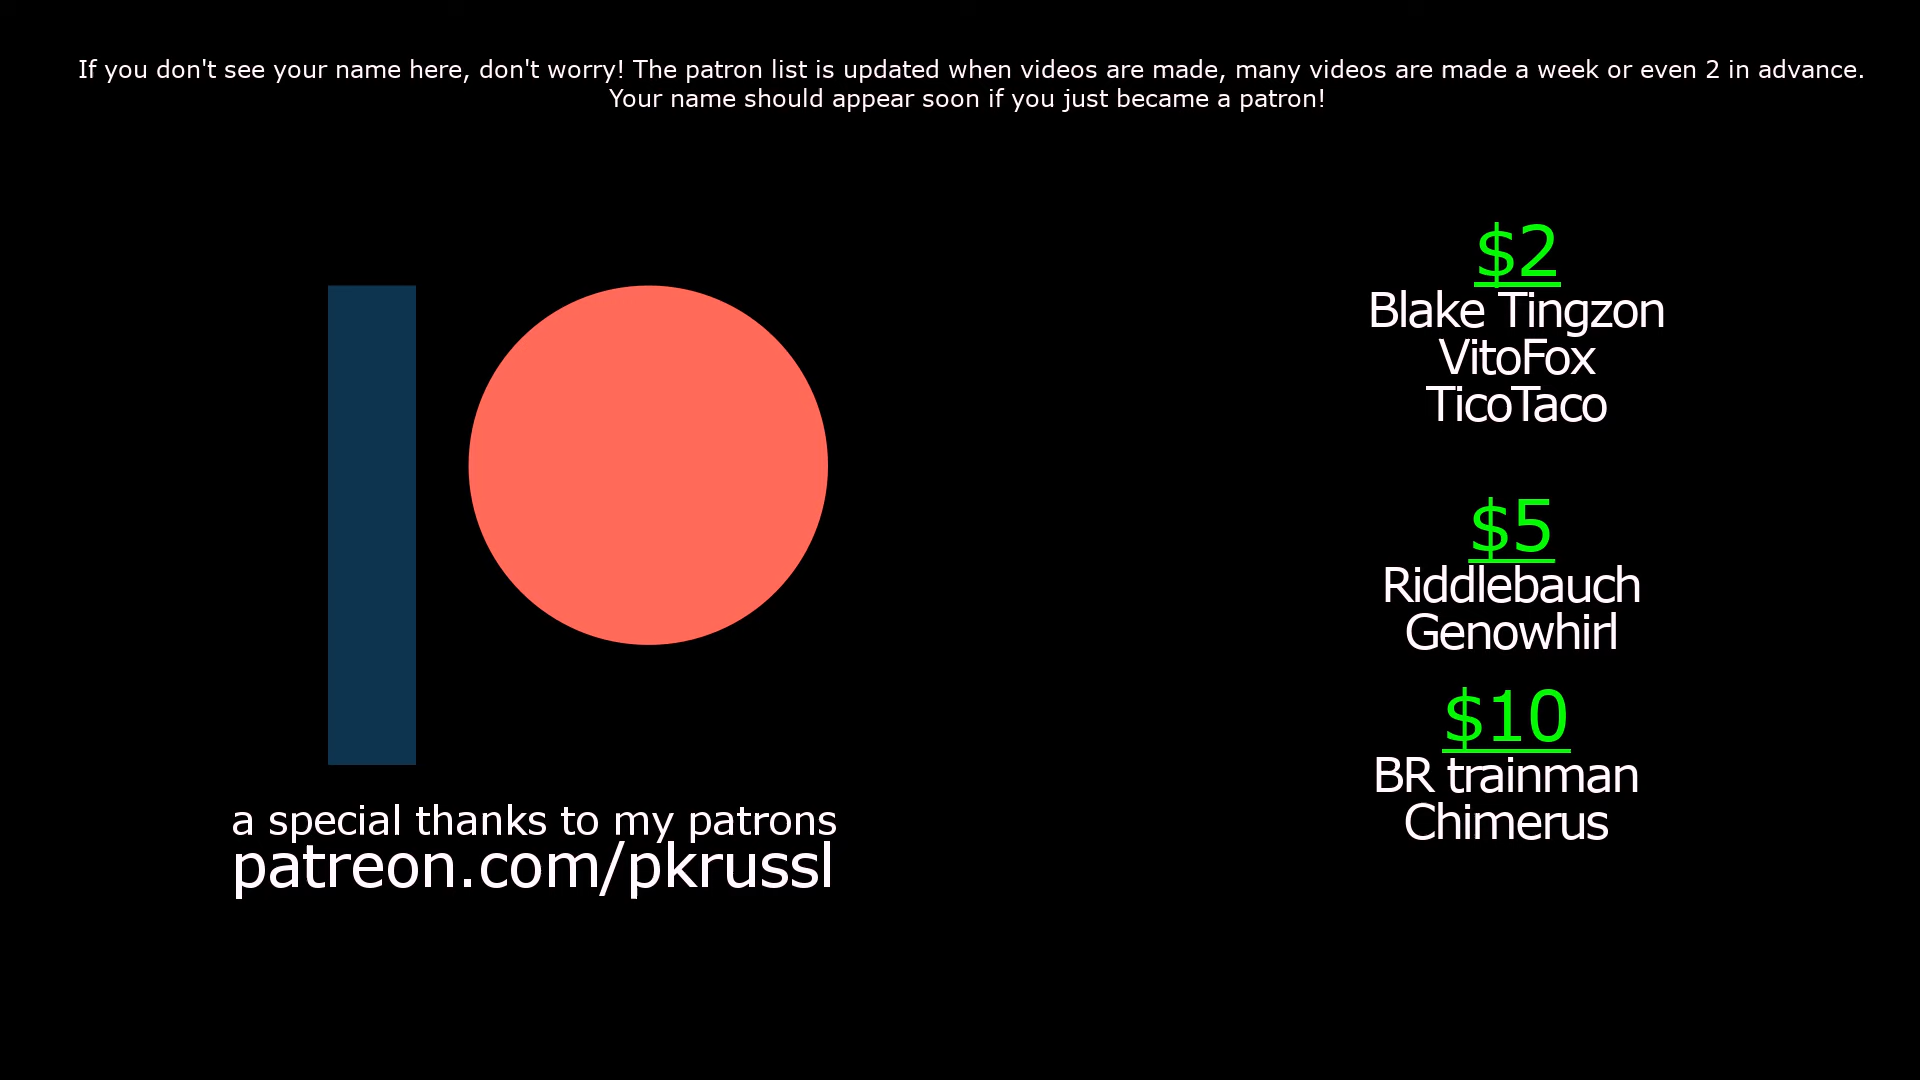 If you don't see your name here, don't worry! The patron list is updated when videos are made, many videos are made a week or even 2 in advance.
Your name should appear soon if you just became a patron!
a special thanks to my patrons
patreon.com/pkrussl
$2
Blake Tingzon
VitoFox
TicoTaco
$5
Riddlebauch
Genowhirl
$10
BR trainman
Chimerus